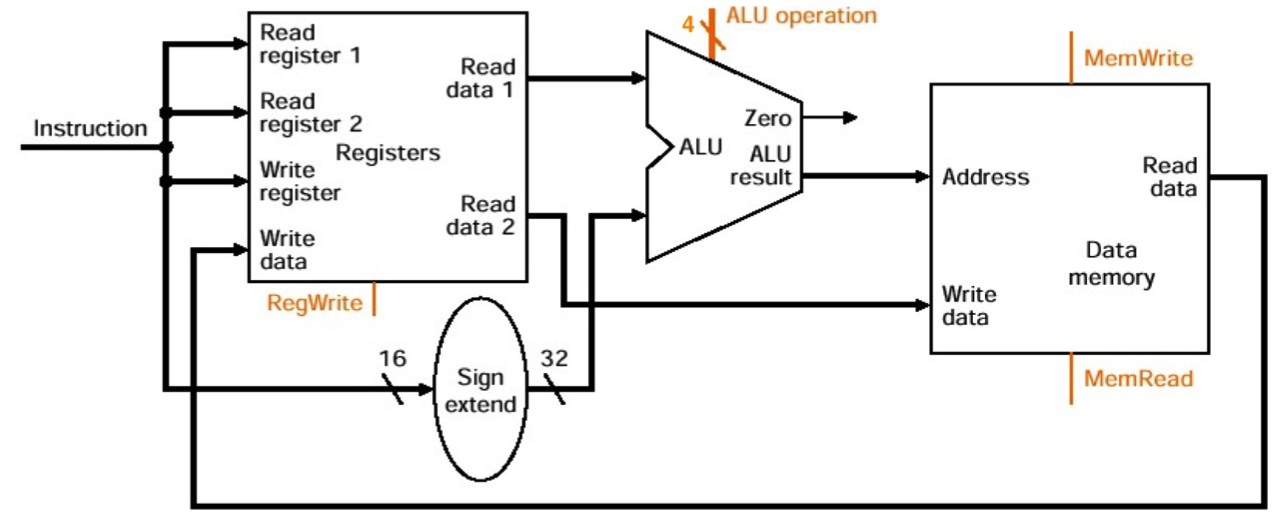 Instruction
Read
register 1
Read
register 2
Registers
Write
register
Write
data
Read
data 1
Read
data 2
RegWrite
16
Sign
extend
32
4
ALU operation
Zero
ALU
ALU
result
MemWrite
Address
Read
data
Data
memory
Write
data
MemRead